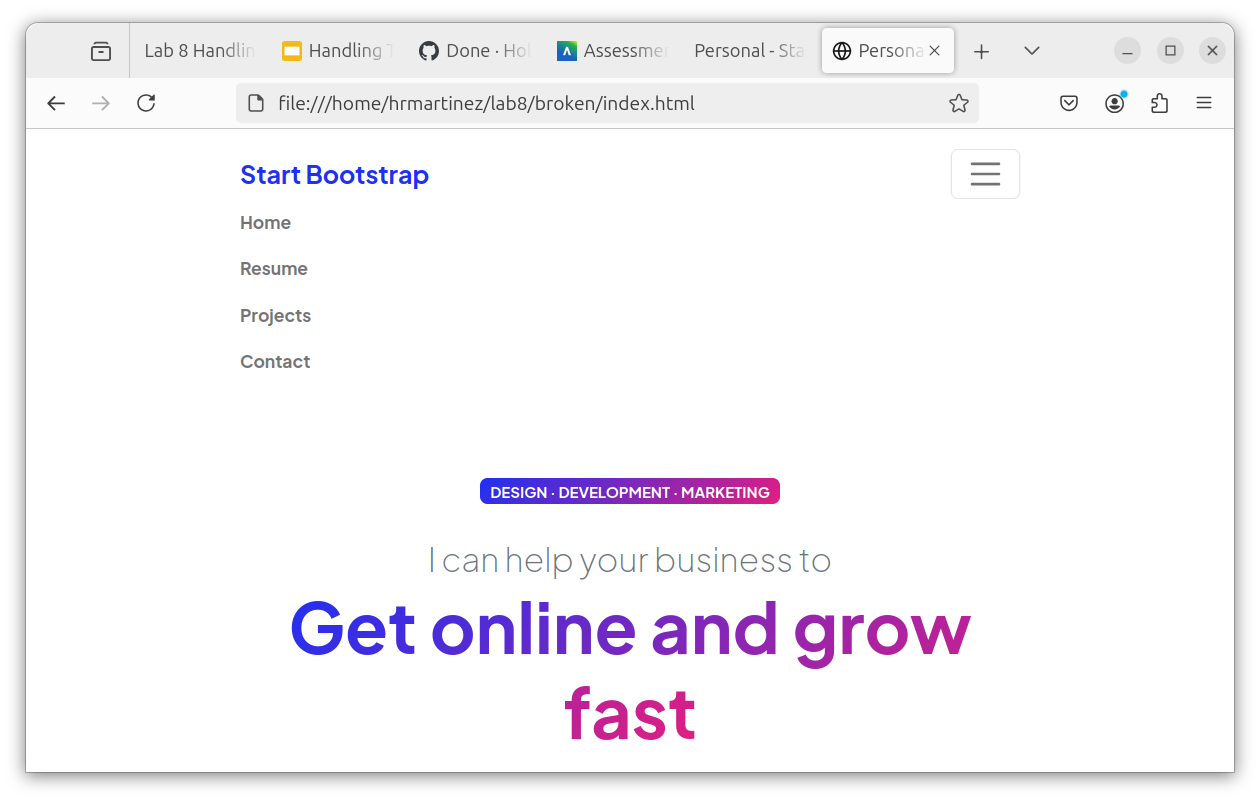 Lab 8 Handlin
Handling T
Done · Hol
Assessme
Personal - Sta
Persona
file:///home/hrmartinez/lab8/broken/index.html
Start Bootstrap
Home
Resume
Projects
Contact
DESIGN · DEVELOPMENT · MARKETING
I can help your business to
Get online and grow
fast